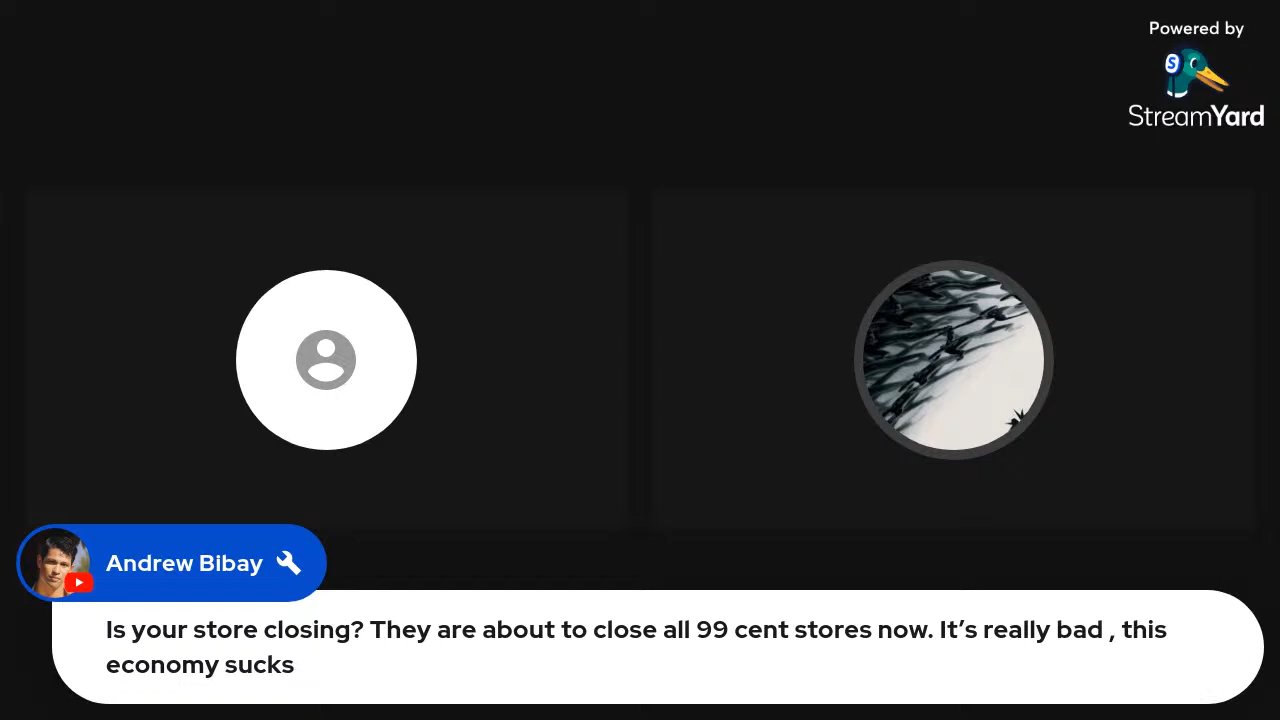 Powered by
S
StreamYard
Andrew Bibay
Is your store closing? They are about to close all 99 cent stores now. It’s really bad , this
economy sucks